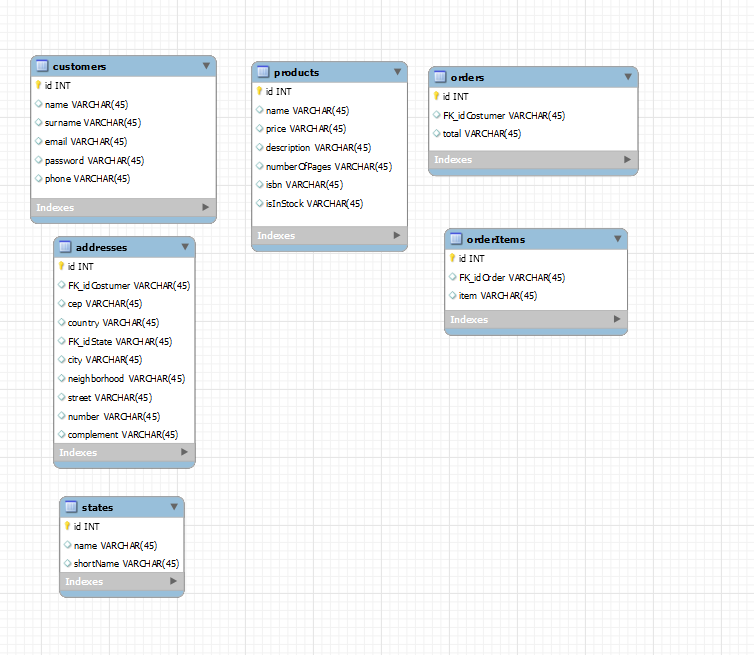 customers
id INT
name VARCHAR(45)
surname VARCHAR(45)
email VARCHAR(45)
password VARCHAR(45)
phone VARCHAR(45)
Indexes
products
id INT
name VARCHAR(45)
price VARCHAR(45)
description VARCHAR(45)
numberOfPages VARCHAR(45)
isbn VARCHAR(45)
isInStock VARCHAR(45)
Indexes
orders
id INT
FK_idCostumer VARCHAR(45)
total VARCHAR(45)
Indexes
addresses
id INT
FK_idCostumer VARCHAR(45)
cep VARCHAR(45)
country VARCHAR(45)
FK_idState VARCHAR(45)
city VARCHAR(45)
neighborhood VARCHAR(45)
street VARCHAR(45)
number VARCHAR(45)
complement VARCHAR(45)
Indexes
orderItems
id INT
FK_idOrder VARCHAR(45)
item VARCHAR(45)
Indexes
states
id INT
name VARCHAR(45)
shortName VARCHAR(45)
Indexes